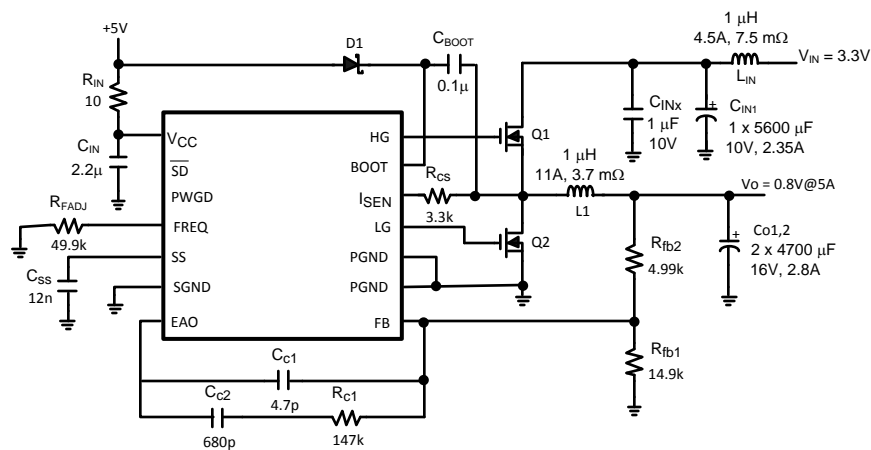 +5V
D1
CBOOT
0.1µ
1 µH
4.5A, 7.5 mΩ
LIN
VIN = 3.3V
RIN
10
CIN
2.2µ
CINx
1 µF
10V
+
CIN1
1 x 5600 µF
10V, 2.35A
VCC
SD
PWGD
FREQ
SS
SGND
EAO
HG
BOOT
ISEN
LG
PGND
PGND
FB
Q1
RCS
3.3k
1 µH
11A, 3.7 mΩ
L1
Vo = 0.8V@5A
Q2
RFADJ
49.9k
CSS
12n
Rfb2
4.99k
+
Co1,2
2 x 4700 µF
16V, 2.8A
Rfb1
14.9k
Cc1
4.7p
Cc2
680p
Rc1
147k